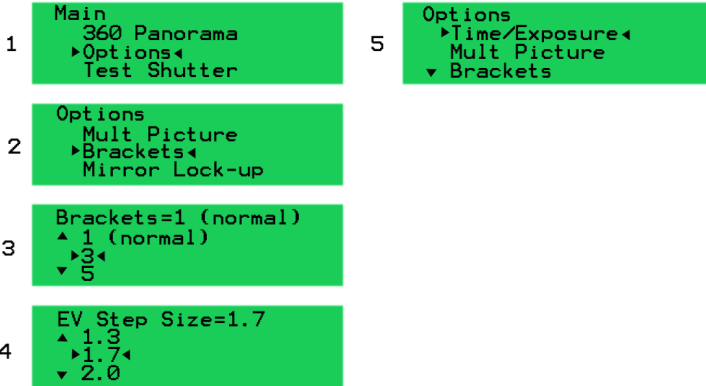 1
Main
360 Panorama
▶Options◀
Test Shutter
2
Options
Mult Picture
▶Brackets◀
Mirror Lock-up
3
Brackets=1 (normal)
▲ 1 (normal)
▶3◀
▼ 5
4
EV Step Size=1.7
▲ 1.3
▶1.7◀
▼ 2.0
5
Options
▶Time/Exposure◀
Mult Picture
▼ Brackets